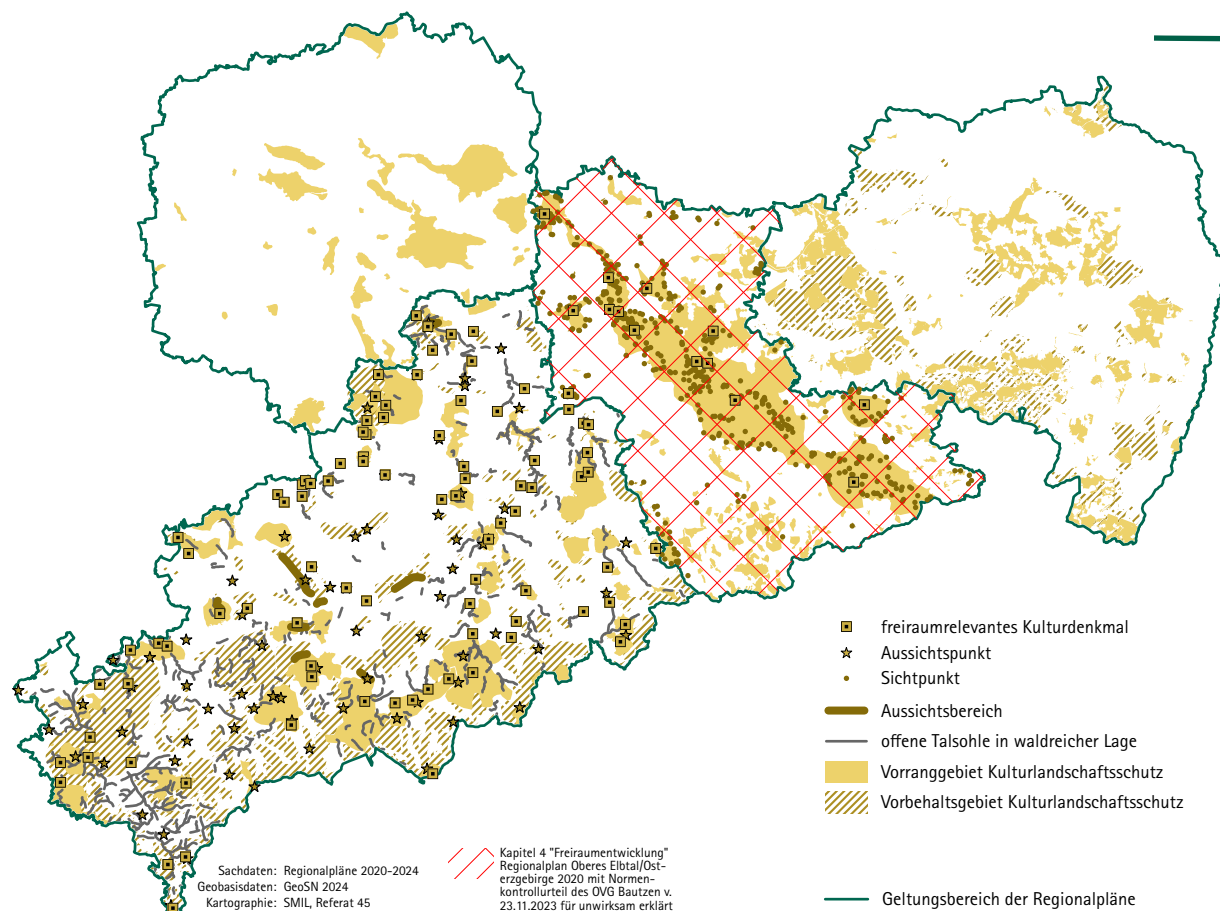 freiraumrelevantes Kulturdenkmal
Aussichtspunkt
Sichtpunkt
Aussichtsbereich
offene Talsohle in waldreicher Lage
Vorranggebiet Kulturlandschaftsschutz
Vorbehaltsgebiet Kulturlandschaftsschutz
Geltungsbereich der Regionalpläne
Kapitel 4 "Freiraumentwicklung"
Regionalplan Oberes Elbtal/Ost-
erzgebirge 2020 mit Normen-
kontrollurteil des OVG Bautzen v.
23.11.2023 für unwirksam erklärt
Sachdaten: Regionalpläne 2020-2024
Geobasisdaten: GeoSN 2024
Kartographie: SMIL, Referat 45